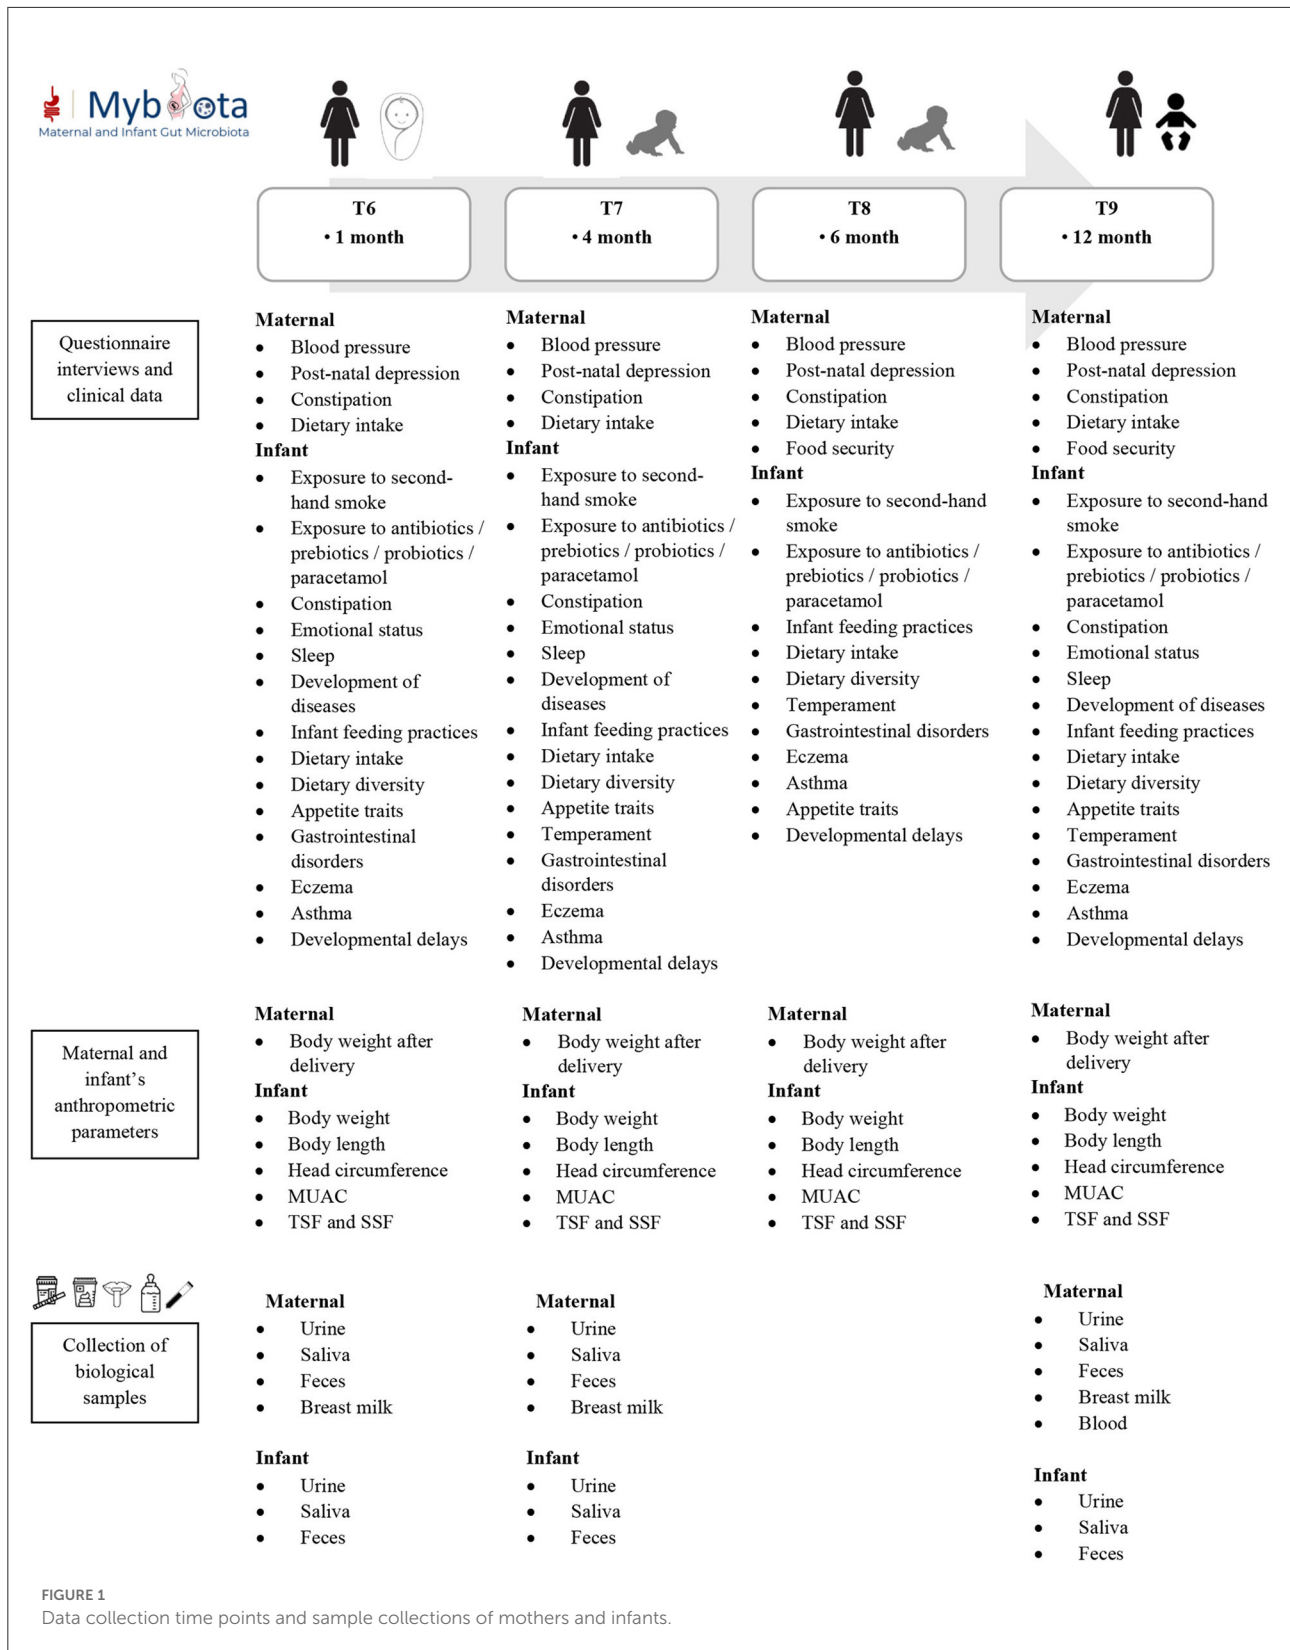 Mybiota
Maternal and Infant Gut Microbiota
T6
• 1 month
T7
• 4 month
T8
• 6 month
T9
• 12 month
Questionnaire
interviews and
clinical data
Maternal
• Blood pressure
• Post-natal depression
• Constipation
• Dietary intake
Infant
• Exposure to second-
hand smoke
• Exposure to antibiotics /
prebiotics / probiotics /
paracetamol
• Constipation
• Emotional status
• Sleep
• Development of
diseases
• Infant feeding practices
• Dietary intake
• Dietary diversity
• Appetite traits
• Gastrointestinal
disorders
• Eczema
• Asthma
• Developmental delays
Maternal
• Blood pressure
• Post-natal depression
• Constipation
• Dietary intake
Infant
• Exposure to second-
hand smoke
• Exposure to antibiotics /
prebiotics / probiotics /
paracetamol
• Constipation
• Emotional status
• Sleep
• Development of
diseases
• Infant feeding practices
• Dietary intake
• Dietary diversity
• Appetite traits
• Temperament
• Gastrointestinal
disorders
• Eczema
• Asthma
• Developmental delays
Maternal
• Blood pressure
• Post-natal depression
• Constipation
• Dietary intake
• Food security
Infant
• Exposure to second-hand
smoke
• Exposure to antibiotics /
prebiotics / probiotics /
paracetamol
• Infant feeding practices
• Dietary intake
• Dietary diversity
• Temperament
• Gastrointestinal disorders
• Eczema
• Asthma
• Appetite traits
• Developmental delays
Maternal
• Blood pressure
• Post-natal depression
• Constipation
• Dietary intake
• Food security
Infant
• Exposure to second-hand
smoke
• Exposure to antibiotics /
prebiotics / probiotics /
paracetamol
• Constipation
• Emotional status
• Sleep
• Development of diseases
• Infant feeding practices
• Dietary intake
• Dietary diversity
• Appetite traits
• Temperament
• Gastrointestinal disorders
• Eczema
• Asthma
• Developmental delays
Maternal and
infant's
anthropometric
parameters
Maternal
• Body weight after
delivery
Infant
• Body weight
• Body length
• Head circumference
• MUAC
• TSF and SSF
Maternal
• Body weight after
delivery
Infant
• Body weight
• Body length
• Head circumference
• MUAC
• TSF and SSF
Maternal
• Body weight after
delivery
Infant
• Body weight
• Body length
• Head circumference
• MUAC
• TSF and SSF
Maternal
• Body weight after
delivery
Infant
• Body weight
• Body length
• Head circumference
• MUAC
• TSF and SSF
Collection of
biological
samples
Maternal
• Urine
• Saliva
• Feces
• Breast milk
Infant
• Urine
• Saliva
• Feces
Maternal
• Urine
• Saliva
• Feces
• Breast milk
Infant
• Urine
• Saliva
• Feces
Maternal
• Urine
• Saliva
• Feces
• Breast milk
• Blood
Infant
• Urine
• Saliva
• Feces
FIGURE 1
Data collection time points and sample collections of mothers and infants.